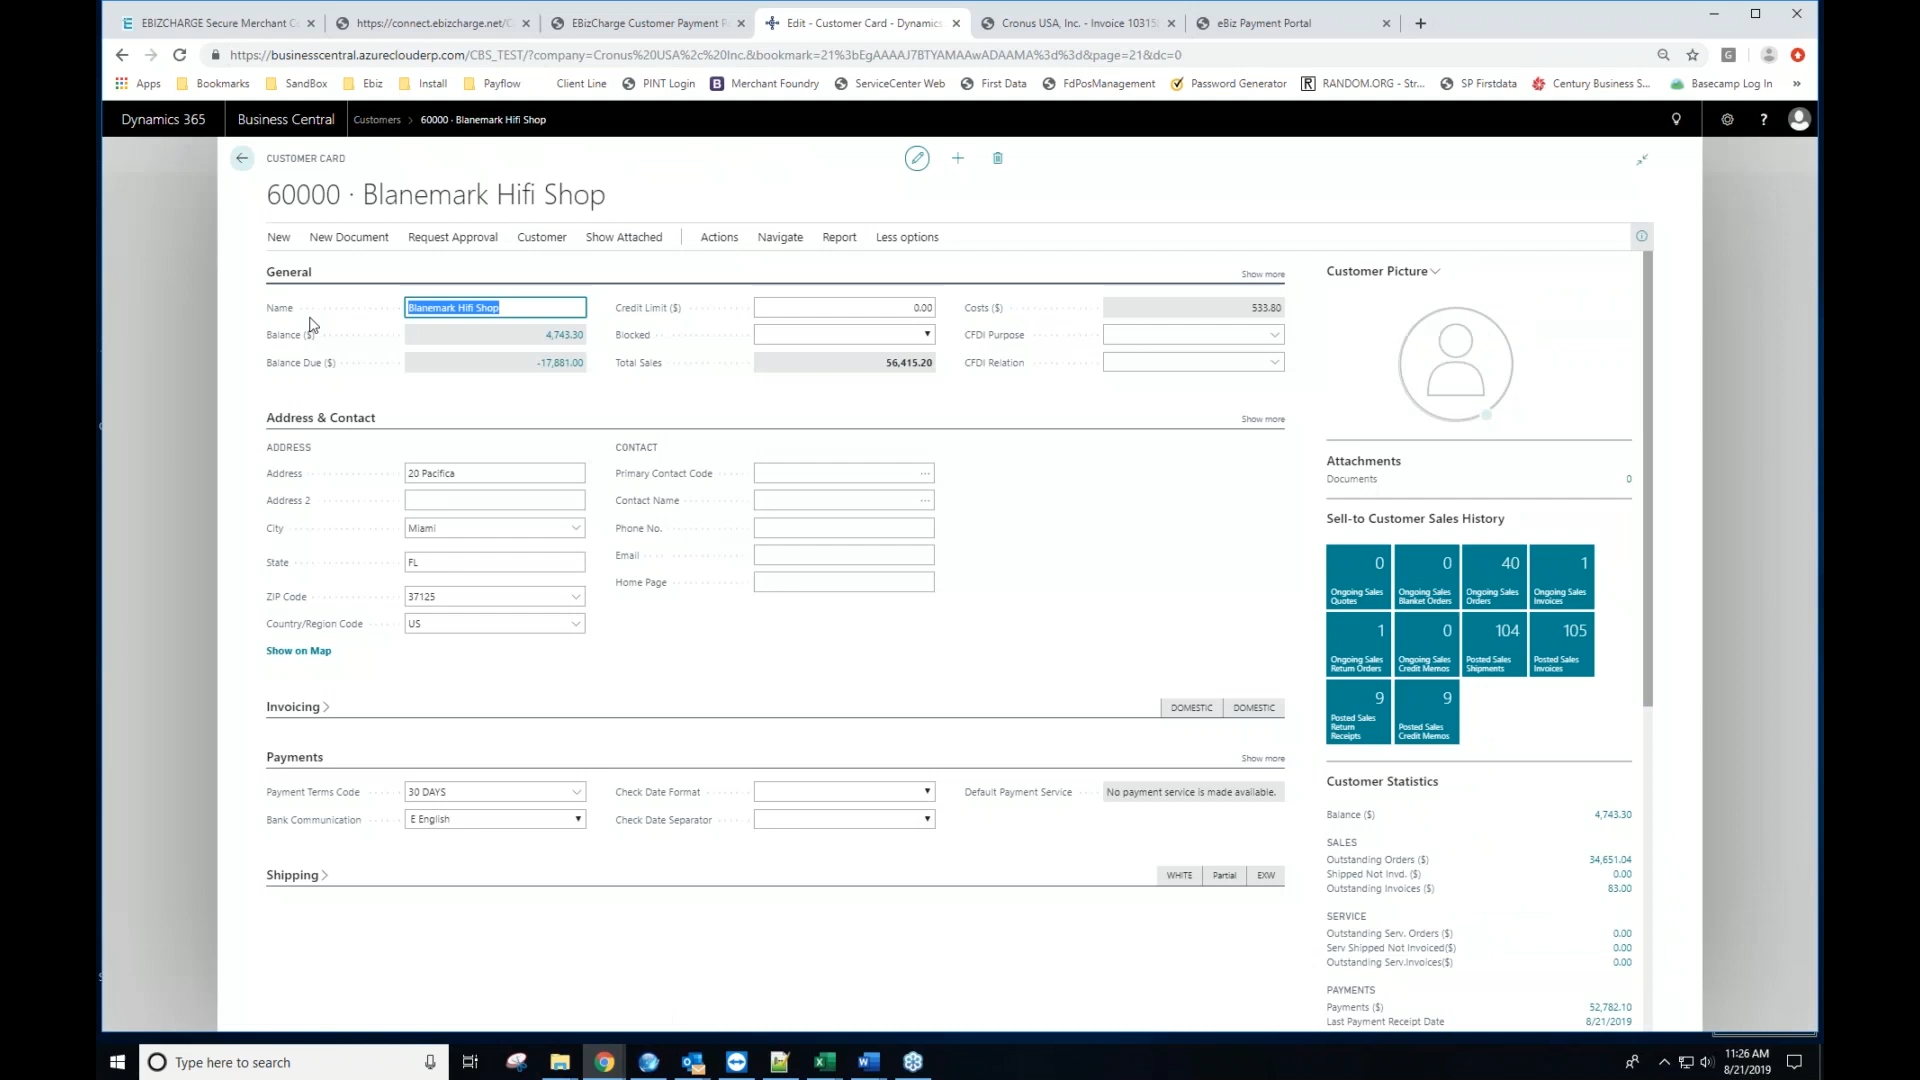 EBIZCHARGE Secure Merchant C
https://connect.ebizcharge.net/C
EBizCharge Customer Payment P
Edit - Customer Card - Dynamics
Cronus USA, Inc. - Invoice 10315
eBiz Payment Portal
https://businesscentral.azureclouderp.com/CBS_TEST/?company=Cronus%20USA%2c%20Inc.&bookmark=21%3bEgAAAAJ7BTYAMAAwADAAMA%3d%3d&page=21&dc=0
Apps Bookmarks SandBox Ebiz Install Payflow Client Line PINT Login Merchant Foundry ServiceCenter Web First Data FdPosManagement Password Generator RANDOM.ORG - Str... SP Firstdata Century Business S... Basecamp Log In »
Dynamics 365 Business Central Customers > 60000 · Blanemark Hifi Shop ?
CUSTOMER CARD
60000 · Blanemark Hifi Shop
New New Document Request Approval Customer Show Attached Actions Navigate Report Less options
General Show more
Name Blanemark Hifi Shop Credit Limit ($) 0.00 Costs ($) 533.80
Balance ($) 4,743.30 Blocked CFDI Purpose
Balance Due ($) -17,881.00 Total Sales 56,415.20 CFDI Relation
Address & Contact Show more
ADDRESS CONTACT
Address 20 Pacifica Primary Contact Code ...
Address 2 Contact Name ...
City Miami Phone No.
Email
State FL
Home Page
ZIP Code 37125
Country/Region Code US
Show on Map
Invoicing > DOMESTIC DOMESTIC
Payments Show more
Payment Terms Code 30 DAYS Check Date Format Default Payment Service No payment service is made available.
Bank Communication E English Check Date Separator
Shipping > WHITE Partial EXW
Customer Picture
Attachments
Documents 0
Sell-to Customer Sales History
0 Ongoing Sales Quotes
0 Ongoing Sales Blanket Orders
40 Ongoing Sales Orders
1 Ongoing Sales Invoices
1 Ongoing Sales Return Orders
0 Ongoing Sales Credit Memos
104 Posted Sales Shipments
105 Posted Sales Invoices
9 Posted Sales Return Receipts
9 Posted Sales Credit Memos
Customer Statistics
Balance ($) 4,743.30
SALES
Outstanding Orders ($) 34,651.04
Shipped Not Invd. ($) 0.00
Outstanding Invoices ($) 83.00
SERVICE
Outstanding Serv. Orders ($) 0.00
Serv Shipped Not Invoiced($) 0.00
Outstanding Serv.Invoices($) 0.00
PAYMENTS
Payments ($) 52,782.10
Last Payment Receipt Date 8/21/2019
Type here to search
11:26 AM
8/21/2019